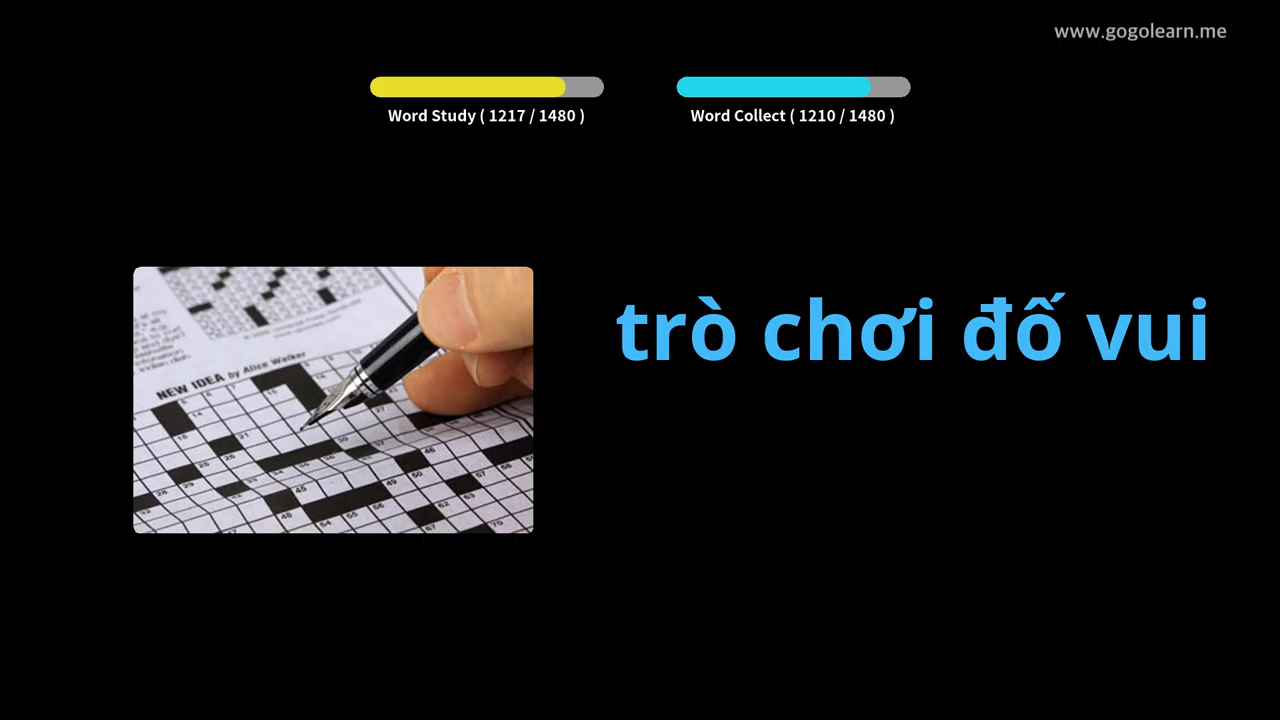 www.gogolearn.me
Word Study ( 1217 / 1480 )
Word Collect ( 1210 / 1480 )
trò chơi đố vui
NEW IDEA by Alice Walker